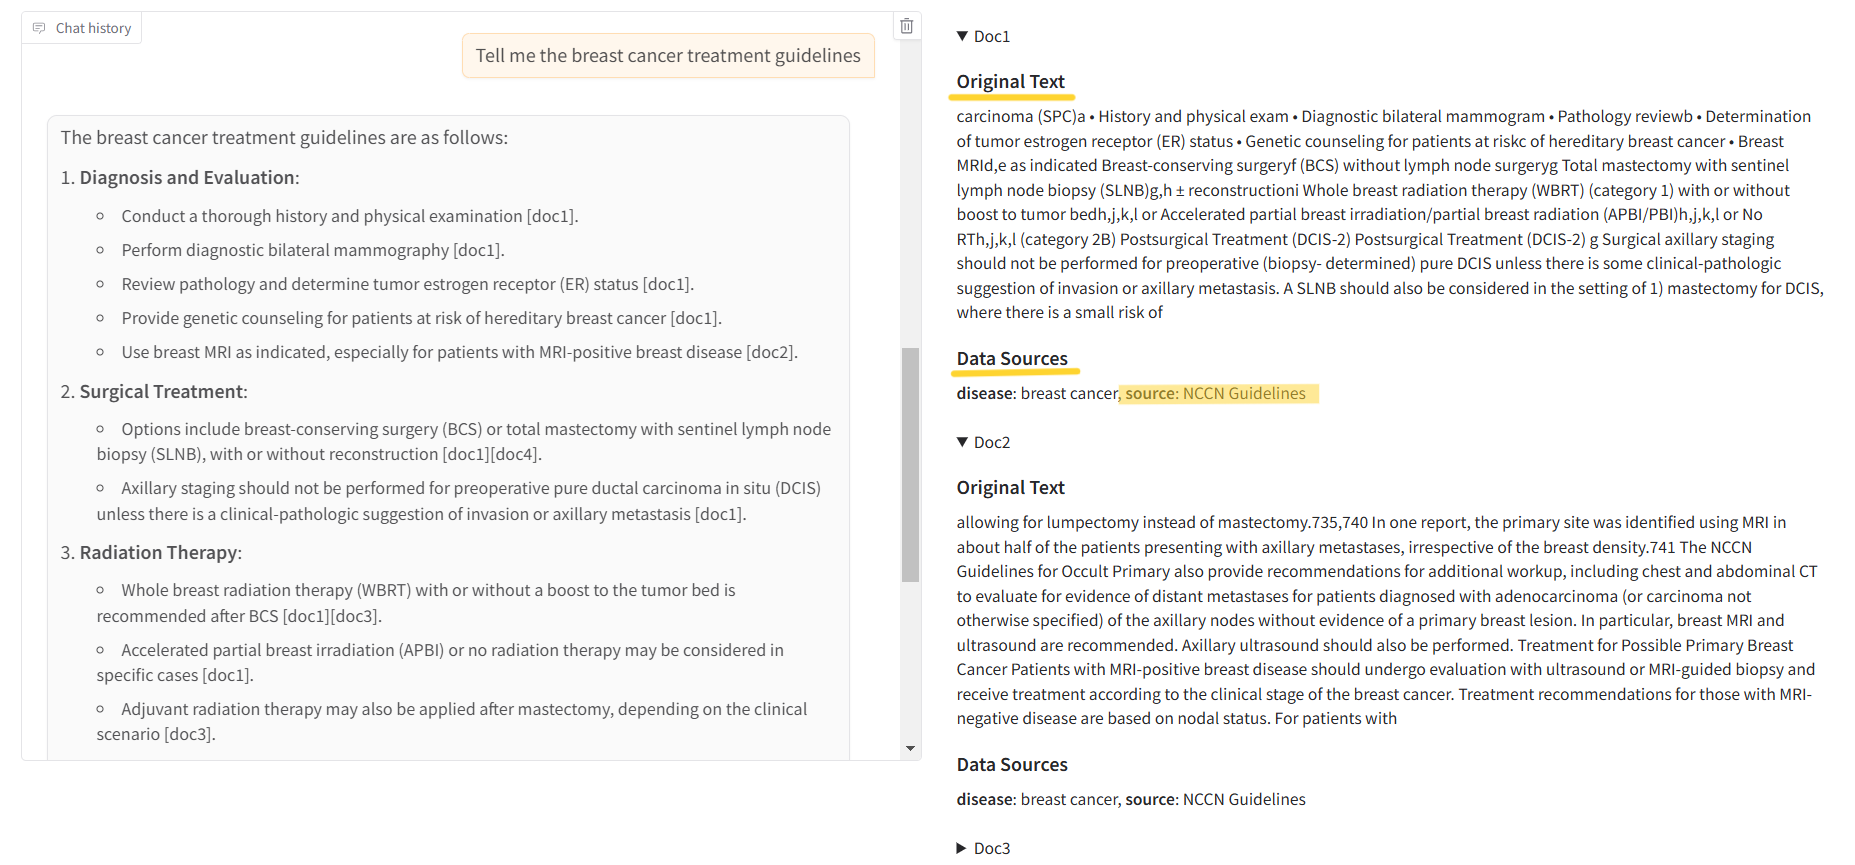 Chat history
Tell me the breast cancer treatment guidelines
The breast cancer treatment guidelines are as follows:
1. Diagnosis and Evaluation:
Conduct a thorough history and physical examination [doc1].
Perform diagnostic bilateral mammography [doc1].
Review pathology and determine tumor estrogen receptor (ER) status [doc1].
Provide genetic counseling for patients at risk of hereditary breast cancer [doc1].
Use breast MRI as indicated, especially for patients with MRI-positive breast disease [doc2].
2. Surgical Treatment:
Options include breast-conserving surgery (BCS) or total mastectomy with sentinel lymph node
biopsy (SLNB), with or without reconstruction [doc1][doc4].
Axillary staging should not be performed for preoperative pure ductal carcinoma in situ (DCIS)
unless there is a clinical-pathologic suggestion of invasion or axillary metastasis [doc1].
3. Radiation Therapy:
Whole breast radiation therapy (WBRT) with or without a boost to the tumor bed is
recommended after BCS [doc1][doc3].
Accelerated partial breast irradiation (APBI) or no radiation therapy may be considered in
specific cases [doc1].
Adjuvant radiation therapy may also be applied after mastectomy, depending on the clinical
scenario [doc3].
▼ Doc1
Original Text
carcinoma (SPC)a • History and physical exam • Diagnostic bilateral mammogram • Pathology reviewb • Determination
of tumor estrogen receptor (ER) status • Genetic counseling for patients at riskc of hereditary breast cancer • Breast
MRId,e as indicated Breast-conserving surgeryf (BCS) without lymph node surgeryg Total mastectomy with sentinel
lymph node biopsy (SLNB)g,h ± reconstructioni Whole breast radiation therapy (WBRT) (category 1) with or without
boost to tumor bedh,j,k,l or Accelerated partial breast irradiation/partial breast radiation (APBI/PBI)h,j,k,l or No
RTh,j,k,l (category 2B) Postsurgical Treatment (DCIS-2) Postsurgical Treatment (DCIS-2) g Surgical axillary staging
should not be performed for preoperative (biopsy- determined) pure DCIS unless there is some clinical-pathologic
suggestion of invasion or axillary metastasis. A SLNB should also be considered in the setting of 1) mastectomy for DCIS,
where there is a small risk of
Data Sources
disease: breast cancer, source: NCCN Guidelines
▼ Doc2
Original Text
allowing for lumpectomy instead of mastectomy.735,740 In one report, the primary site was identified using MRI in
about half of the patients presenting with axillary metastases, irrespective of the breast density.741 The NCCN
Guidelines for Occult Primary also provide recommendations for additional workup, including chest and abdominal CT
to evaluate for evidence of distant metastases for patients diagnosed with adenocarcinoma (or carcinoma not
otherwise specified) of the axillary nodes without evidence of a primary breast lesion. In particular, breast MRI and
ultrasound are recommended. Axillary ultrasound should also be performed. Treatment for Possible Primary Breast
Cancer Patients with MRI-positive breast disease should undergo evaluation with ultrasound or MRI-guided biopsy and
receive treatment according to the clinical stage of the breast cancer. Treatment recommendations for those with MRI-
negative disease are based on nodal status. For patients with
Data Sources
disease: breast cancer, source: NCCN Guidelines
▶ Doc3